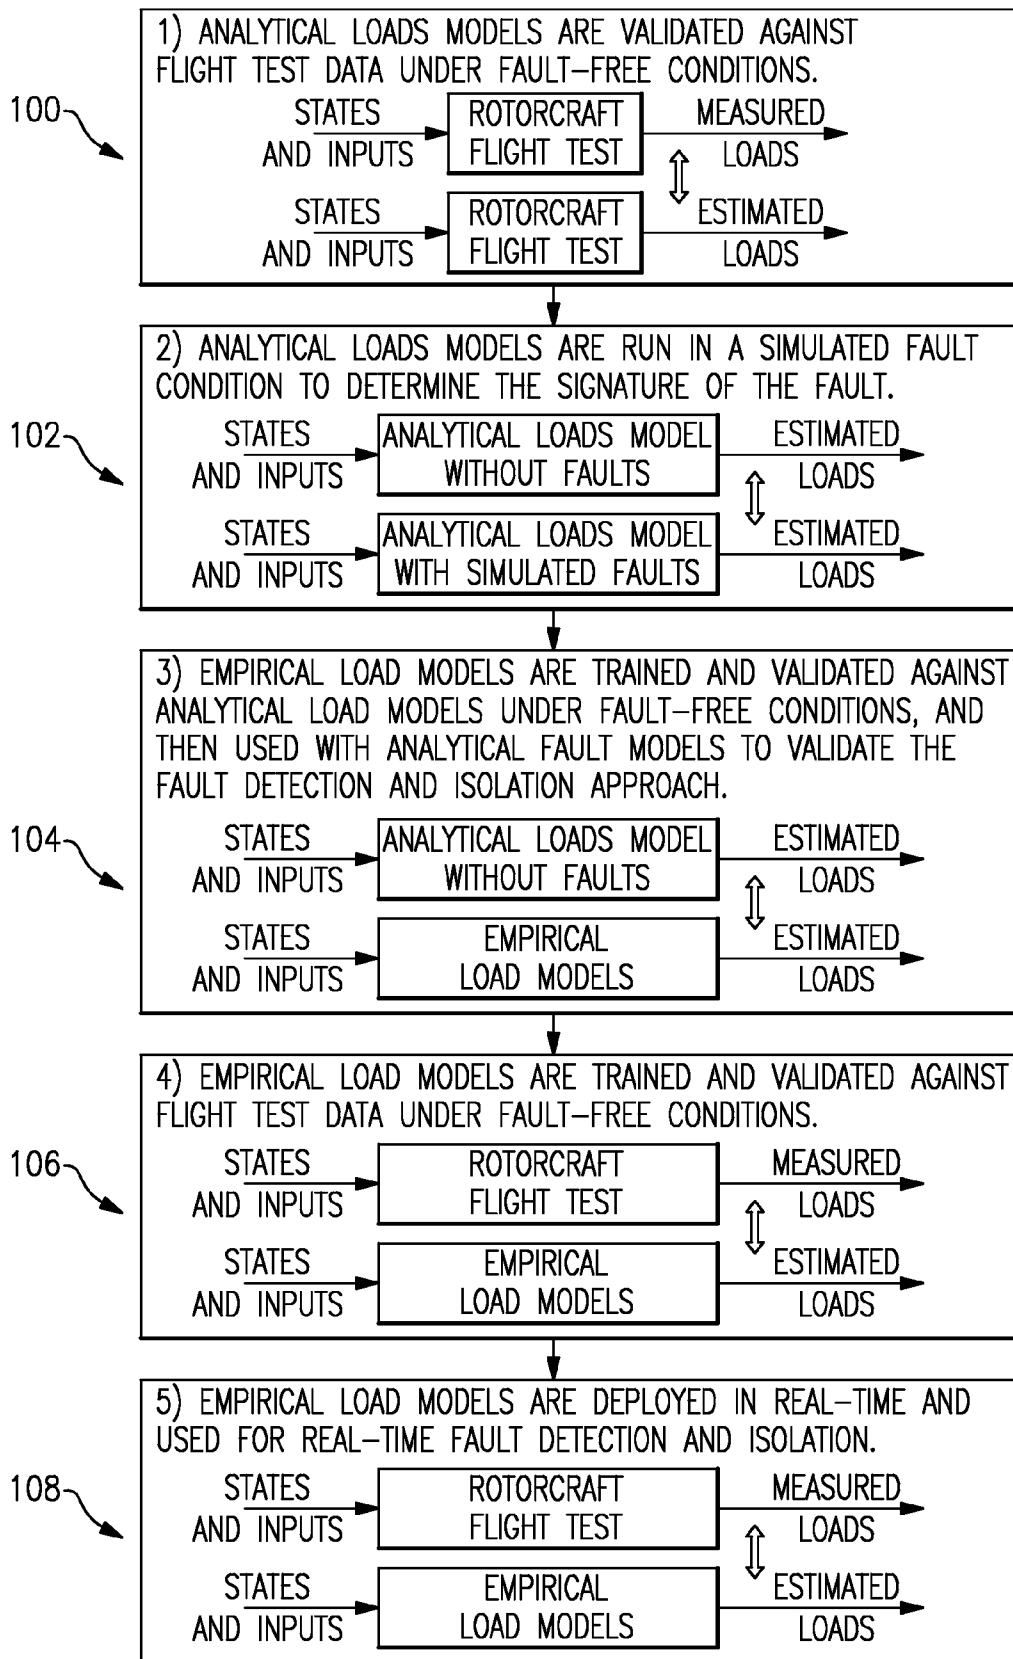 1) ANALYTICAL LOADS MODELS ARE VALIDATED AGAINST
FLIGHT TEST DATA UNDER FAULT-FREE CONDITIONS.
100
STATES
AND INPUTS
ROTORCRAFT
FLIGHT TEST
MEASURED
LOADS
STATES
AND INPUTS
ROTORCRAFT
FLIGHT TEST
ESTIMATED
LOADS
2) ANALYTICAL LOADS MODELS ARE RUN IN A SIMULATED FAULT
CONDITION TO DETERMINE THE SIGNATURE OF THE FAULT.
102
STATES
AND INPUTS
ANALYTICAL LOADS MODEL
WITHOUT FAULTS
ESTIMATED
LOADS
STATES
AND INPUTS
ANALYTICAL LOADS MODEL
WITH SIMULATED FAULTS
ESTIMATED
LOADS
3) EMPIRICAL LOAD MODELS ARE TRAINED AND VALIDATED AGAINST
ANALYTICAL LOAD MODELS UNDER FAULT-FREE CONDITIONS, AND
THEN USED WITH ANALYTICAL FAULT MODELS TO VALIDATE THE
FAULT DETECTION AND ISOLATION APPROACH.
104
STATES
AND INPUTS
ANALYTICAL LOADS MODEL
WITHOUT FAULTS
ESTIMATED
LOADS
STATES
AND INPUTS
EMPIRICAL
LOAD MODELS
ESTIMATED
LOADS
4) EMPIRICAL LOAD MODELS ARE TRAINED AND VALIDATED AGAINST
FLIGHT TEST DATA UNDER FAULT-FREE CONDITIONS.
106
STATES
AND INPUTS
ROTORCRAFT
FLIGHT TEST
MEASURED
LOADS
STATES
AND INPUTS
EMPIRICAL
LOAD MODELS
ESTIMATED
LOADS
5) EMPIRICAL LOAD MODELS ARE DEPLOYED IN REAL-TIME AND
USED FOR REAL-TIME FAULT DETECTION AND ISOLATION.
108
STATES
AND INPUTS
ROTORCRAFT
FLIGHT TEST
MEASURED
LOADS
STATES
AND INPUTS
EMPIRICAL
LOAD MODELS
ESTIMATED
LOADS